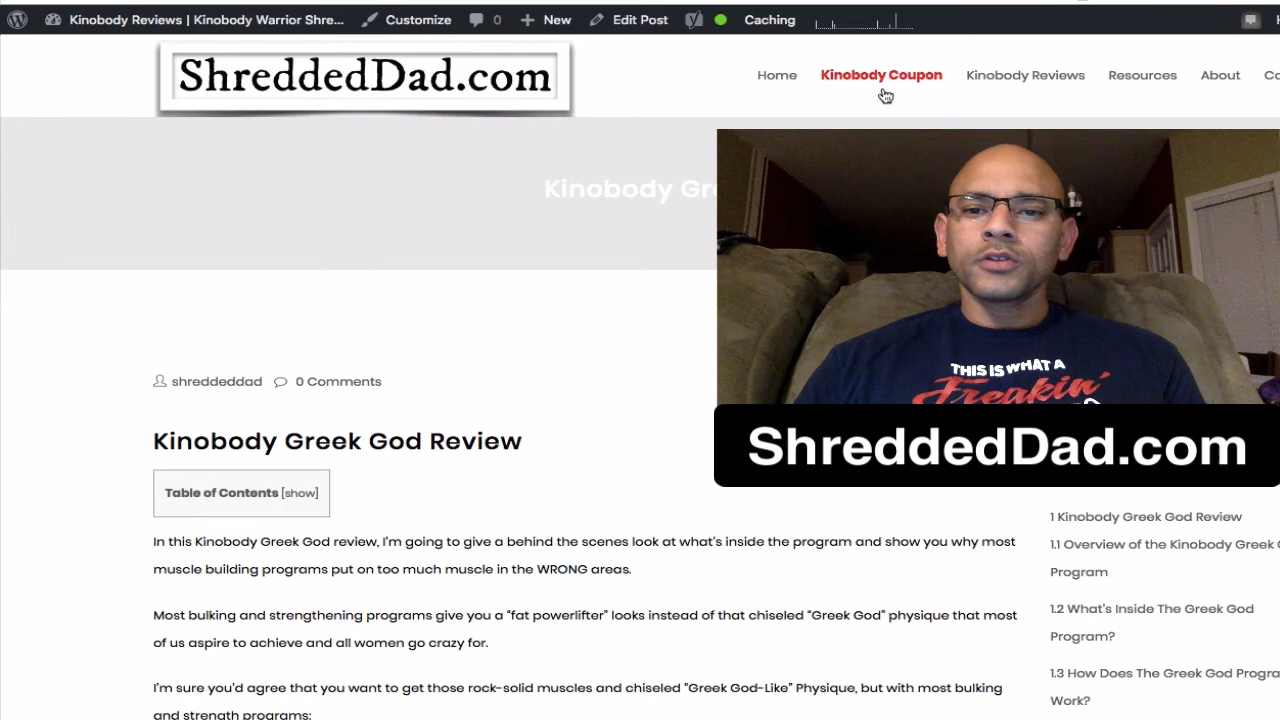 Kinobody Reviews | Kinobody Warrior Shre... Customize 0 New Edit Post Caching
ShreddedDad.com
Home Kinobody Coupon Kinobody Reviews Resources About
Kinobody
shreddeddad 0 Comments
THIS IS WHAT A
Freakin'
ShreddedDad.com
Kinobody Greek God Review
Table of Contents [show]
In this Kinobody Greek God review, I'm going to give a behind the scenes look at what's inside the program and show you why most
muscle building programs put on too much muscle in the WRONG areas.
Most bulking and strengthening programs give you a “fat powerlifter” looks instead of that chiseled “Greek God” physique that most
of us aspire to achieve and all women go crazy for.
I'm sure you'd agree that you want to get those rock-solid muscles and chiseled “Greek God-Like” Physique, but with most bulking
and strength programs:
1 Kinobody Greek God Review
1.1 Overview of the Kinobody Greek
Program
1.2 What's Inside The Greek God
Program?
1.3 How Does The Greek God
Work?